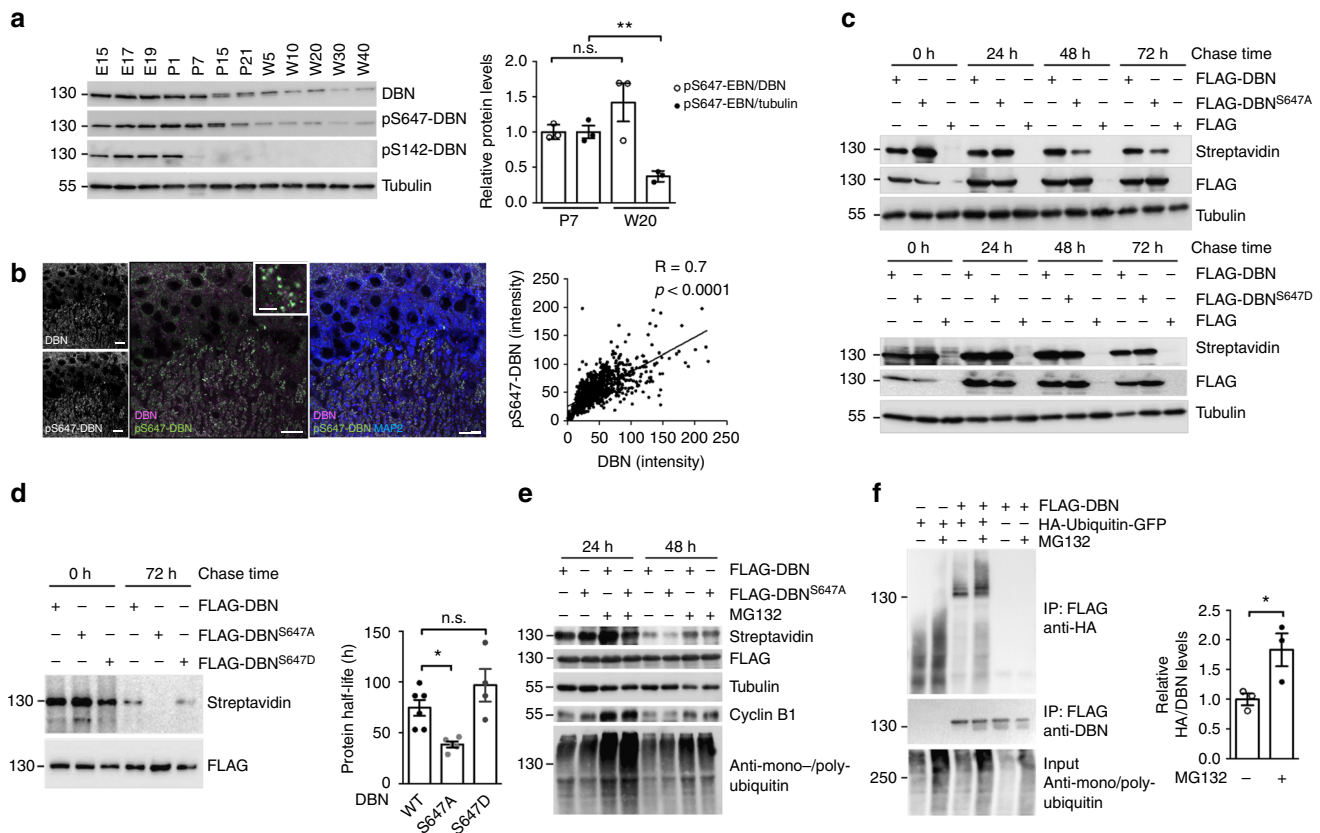 a
E15 E17 E19 P1 P7 P15 P21 W5 W10 W20 W30 W40
130 DBN
130 pS647-DBN
130 pS142-DBN
55 Tubulin
Relative protein levels
2.0
1.5
1.0
0.5
0.0
n.s.
**
pS647-EBN/DBN
pS647-EBN/tubulin
P7 W20
b
DBN
pS647-DBN
DBN
pS647-DBN
DBN
pS647-DBN MAP2
pS647-DBN (intensity)
250
200
150
100
50
0
R = 0.7
p < 0.0001
0 50 100 150 200 250
DBN (intensity)
c
0 h 24 h 48 h 72 h Chase time
+ – – + – – + – – + – – FLAG-DBN
– + – – + – – + – – + – FLAG-DBNS647A
– – + – – + – – + – – + FLAG
130 Streptavidin
130 FLAG
55 Tubulin
0 h 24 h 48 h 72 h Chase time
+ – – + – – + – – + – – FLAG-DBN
– + – – + – – + – – + – FLAG-DBNS647D
– – + – – + – – + – – + FLAG
130 Streptavidin
130 FLAG
55 Tubulin
d
0 h 72 h Chase time
+ – – + – – FLAG-DBN
– + – – + – FLAG-DBNS647A
– – + – – + FLAG-DBNS647D
130 Streptavidin
130 FLAG
Protein half-life (h)
150
100
50
0
*
n.s.
DBN WT S647A S647D
e
24 h 48 h
+ – + – + – + – FLAG-DBN
– + – + – + – + FLAG-DBNS647A
– – + + – – + + MG132
130 Streptavidin
130 FLAG
55 Tubulin
55 Cyclin B1
130 Anti-mono–/poly-
ubiquitin
f
– – + + + + FLAG-DBN
+ + + + – – HA-Ubiquitin-GFP
– + – + – + MG132
130 IP: FLAG
anti-HA
130 IP: FLAG
anti-DBN
250 Input
Anti-mono/poly-
ubiquitin
Relative
HA/DBN levels
2.5
2.0
1.5
1.0
0.5
0.0
*
MG132 – +